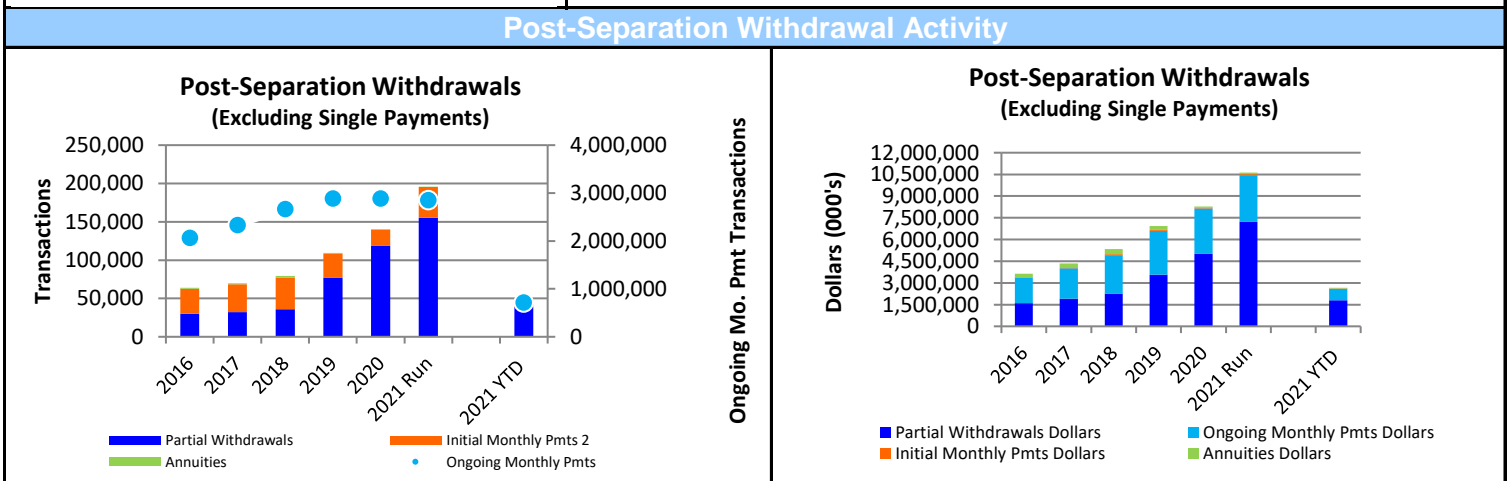 Post-Separation Withdrawal Activity
Post-Separation Withdrawals
(Excluding Single Payments)
Transactions
250,000
200,000
150,000
100,000
50,000
0
4,000,000
3,000,000
2,000,000
1,000,000
0
Ongoing Mo. Pmt Transactions
2016
2017
2018
2019
2020
2021 Run
2021 YTD
Partial Withdrawals
Initial Monthly Pmts 2
Annuities
Ongoing Monthly Pmts
Post-Separation Withdrawals
(Excluding Single Payments)
Dollars (000's)
12,000,000
10,500,000
9,000,000
7,500,000
6,000,000
4,500,000
3,000,000
1,500,000
0
2016
2017
2018
2019
2020
2021 Run
2021 YTD
Partial Withdrawals Dollars
Ongoing Monthly Pmts Dollars
Initial Monthly Pmts Dollars
Annuities Dollars